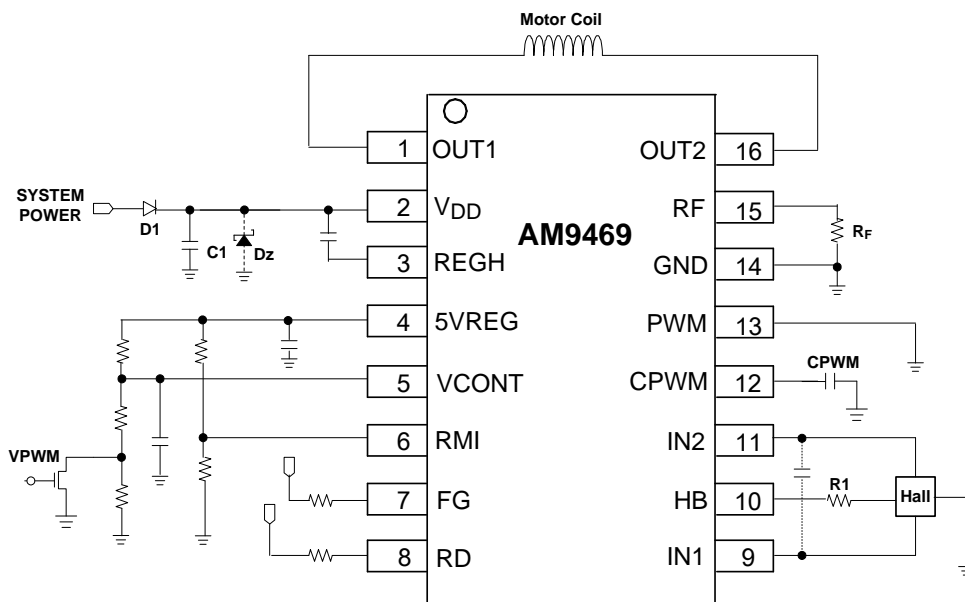 Motor Coil
1 OUT1
OUT2 16
SYSTEM
POWER
D1
C1
Dz
2 VDD
RF 15
RF
AM9469
3 REGH
GND 14
4 5VREG
PWM 13
5 VCONT
CPWM 12
CPWM
VPWM
6 RMI
IN2 11
7 FG
HB 10
R1
Hall
8 RD
IN1 9